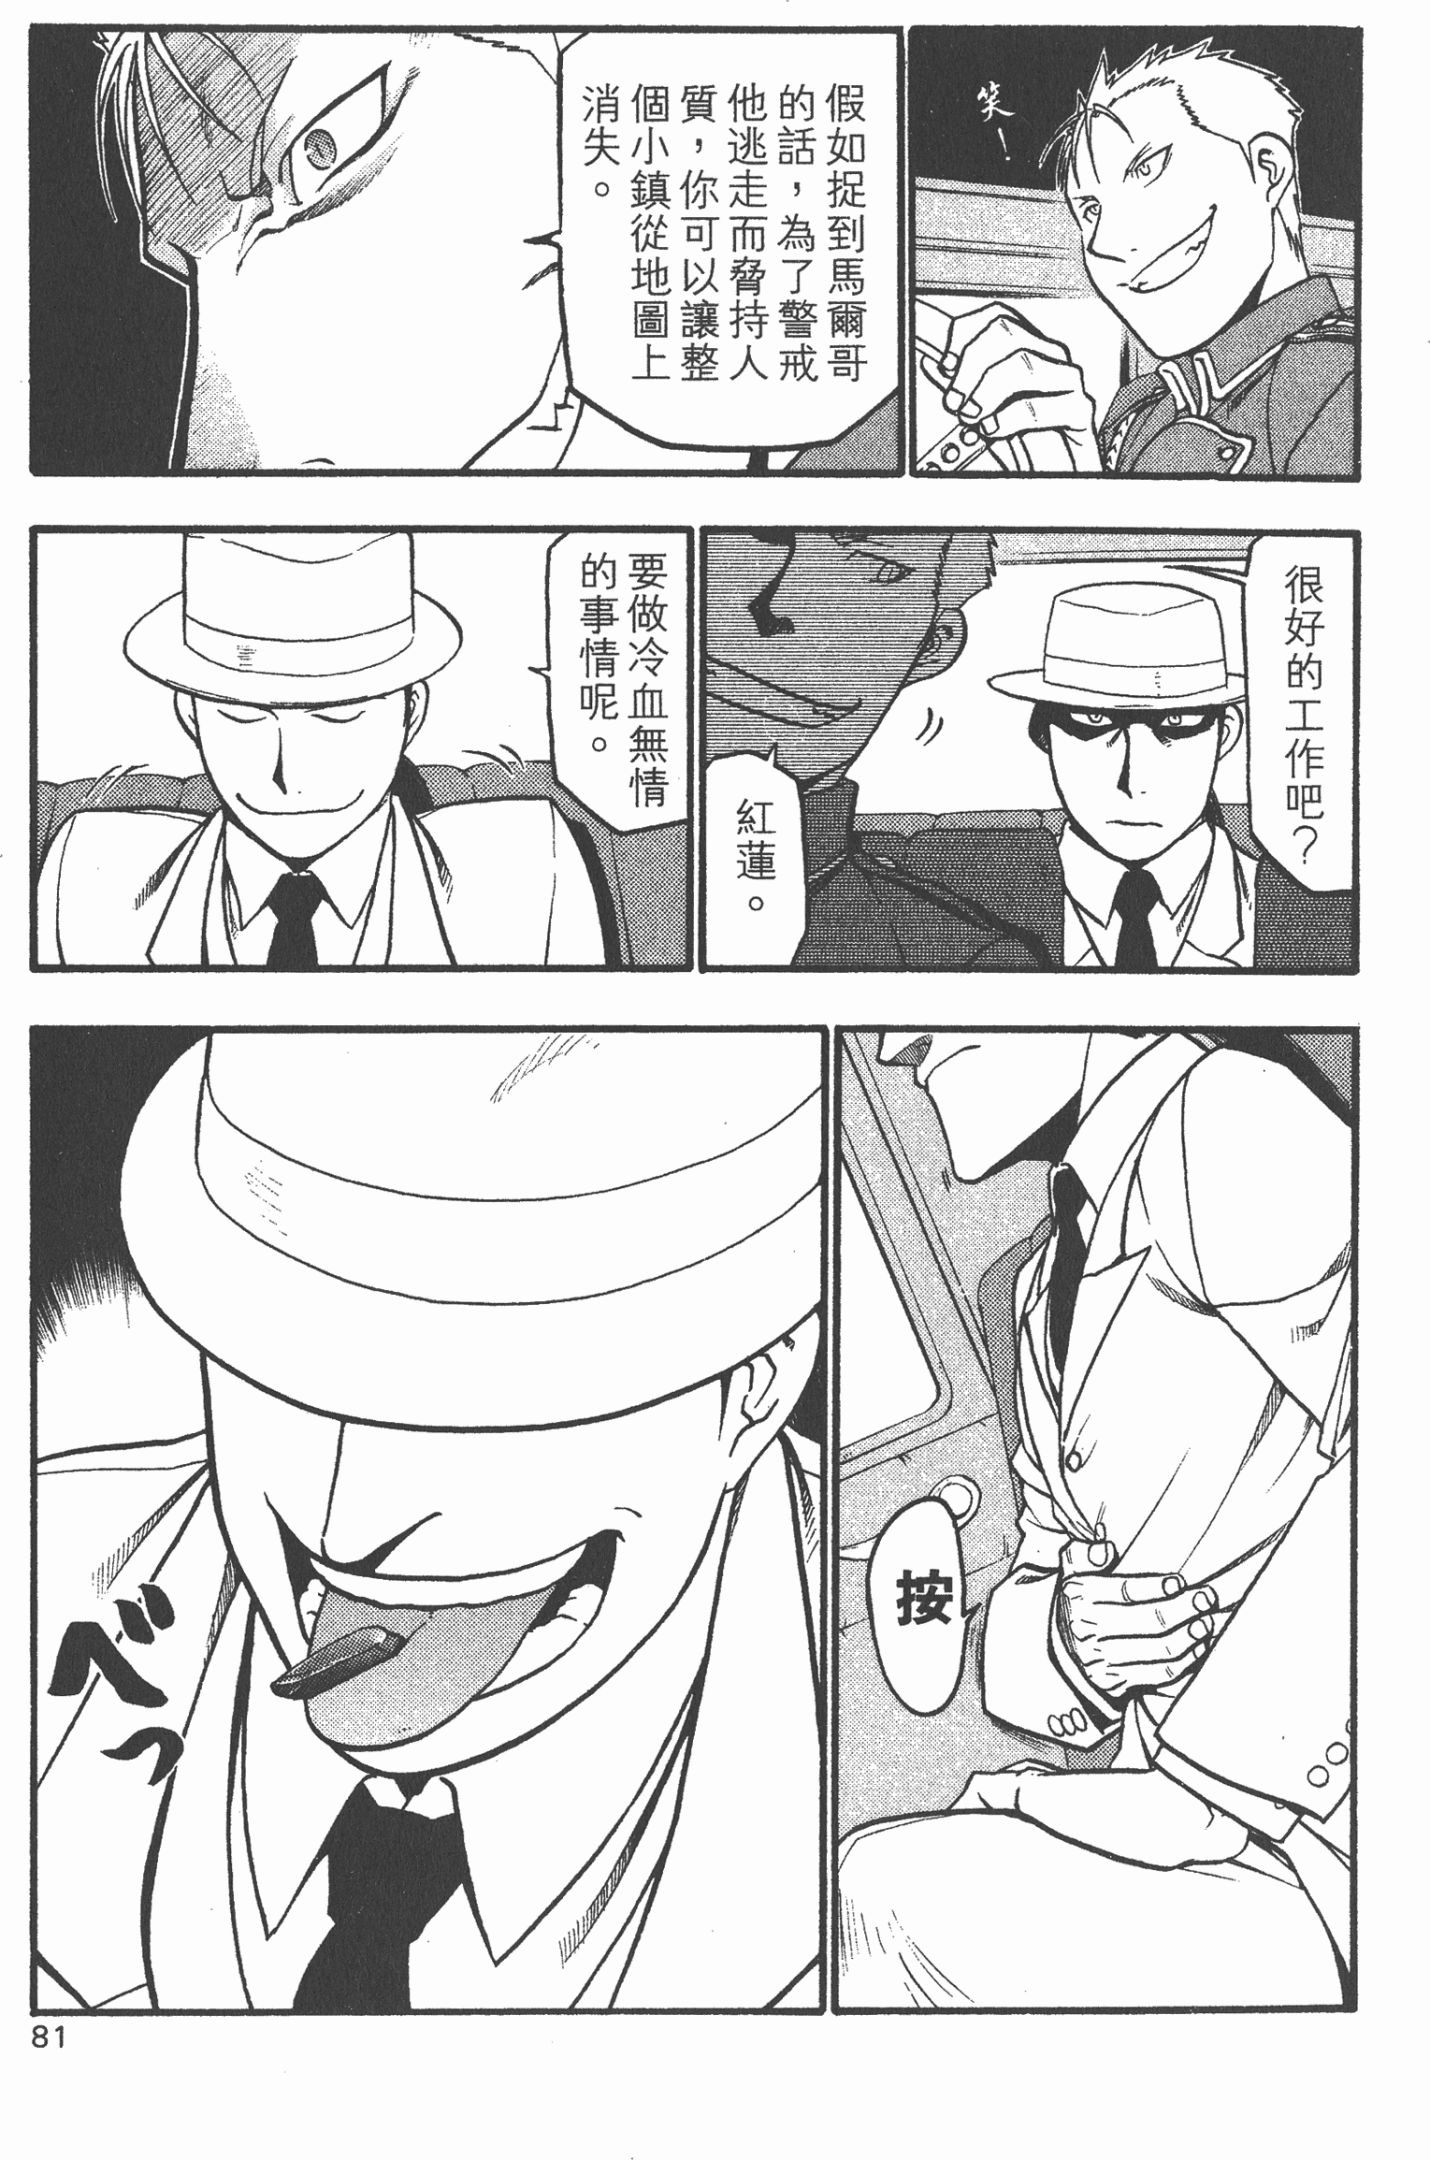 笑！
假如捉到馬爾哥
的話，為了警戒
他逃走而脅持人
質，你可以讓整
個小鎮從地圖上
消失。
很好的工作吧？
紅蓮。
要做冷血無情
的事情呢。
按
べっ
81